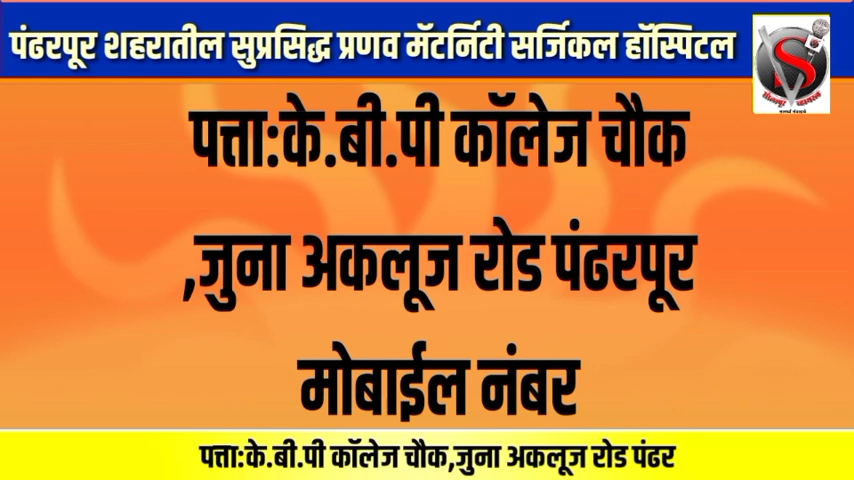 पंढरपूर शहरातील सुप्रसिद्ध प्रणव मॅटर्निटी सर्जिकल हॉस्पिटल
पत्ता:के.बी.पी कॉलेज चौक
,जुना अकलूज रोड पंढरपूर
मोबाईल नंबर
पत्ता:के.बी.पी कॉलेज चौक,जुना अकलूज रोड पंढर